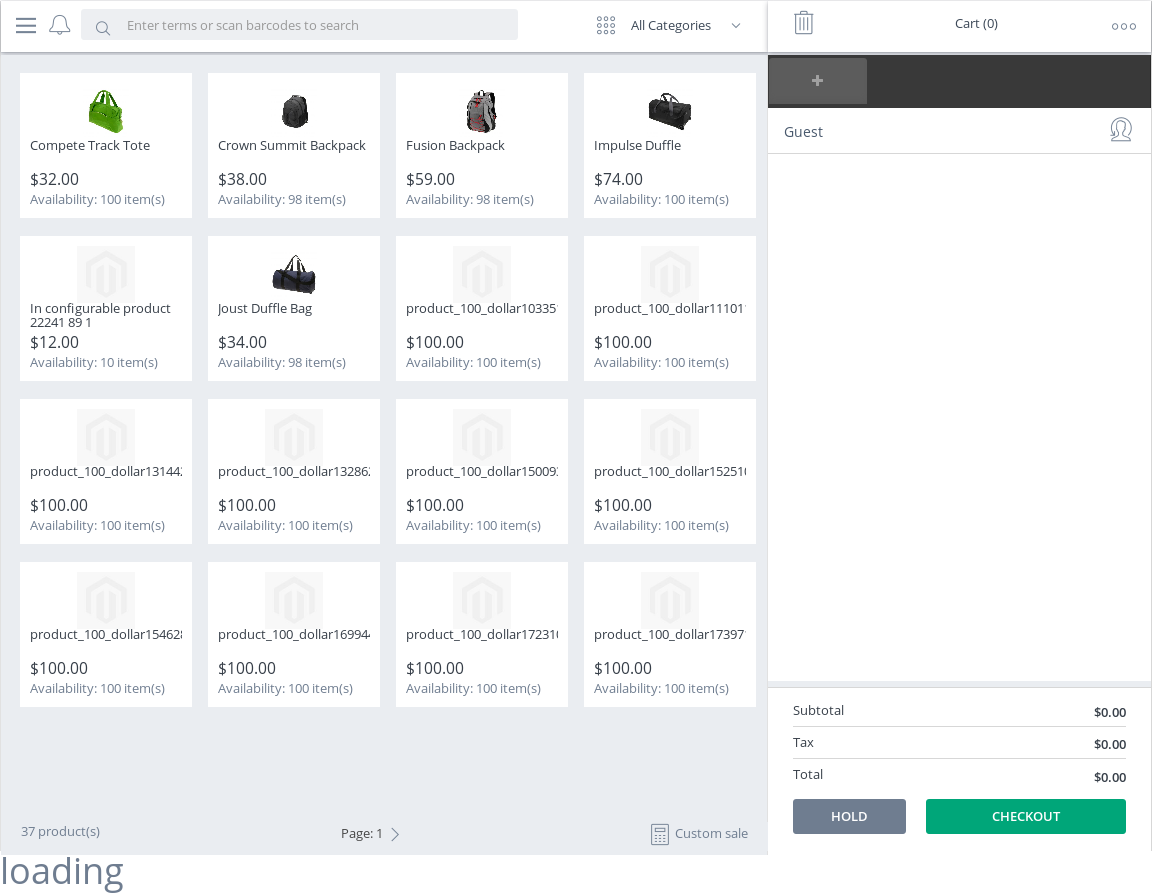 Enter terms or scan barcodes to search
All Categories
Cart (0)
Compete Track Tote
$32.00
Availability: 100 item(s)
Crown Summit Backpack
$38.00
Availability: 98 item(s)
Fusion Backpack
$59.00
Availability: 98 item(s)
Impulse Duffle
$74.00
Availability: 100 item(s)
In configurable product
22241 89 1
$12.00
Availability: 10 item(s)
Joust Duffle Bag
$34.00
Availability: 98 item(s)
product_100_dollar10335
$100.00
Availability: 100 item(s)
product_100_dollar11101
$100.00
Availability: 100 item(s)
product_100_dollar13144
$100.00
Availability: 100 item(s)
product_100_dollar13286
$100.00
Availability: 100 item(s)
product_100_dollar15009
$100.00
Availability: 100 item(s)
product_100_dollar15251
$100.00
Availability: 100 item(s)
product_100_dollar15462
$100.00
Availability: 100 item(s)
product_100_dollar16994
$100.00
Availability: 100 item(s)
product_100_dollar17231
$100.00
Availability: 100 item(s)
product_100_dollar17397
$100.00
Availability: 100 item(s)
37 product(s)
Page: 1
Custom sale
Guest
Subtotal $0.00
Tax $0.00
Total $0.00
HOLD
CHECKOUT
loading